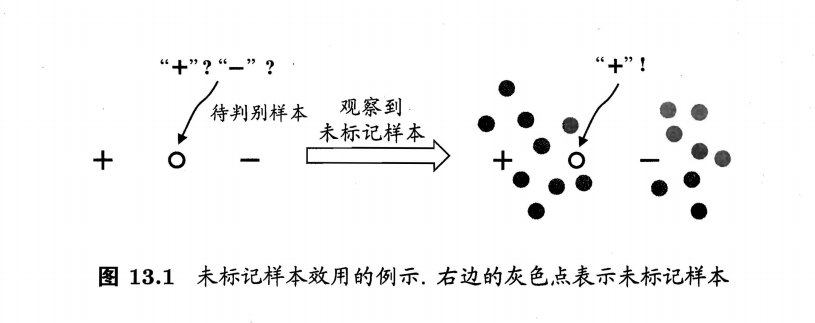 “+”? “−” ?
待判别样本
+
−
观察到
未标记样本
“+”!
+
−
图 13.1 未标记样本效用的例示. 右边的灰色点表示未标记样本